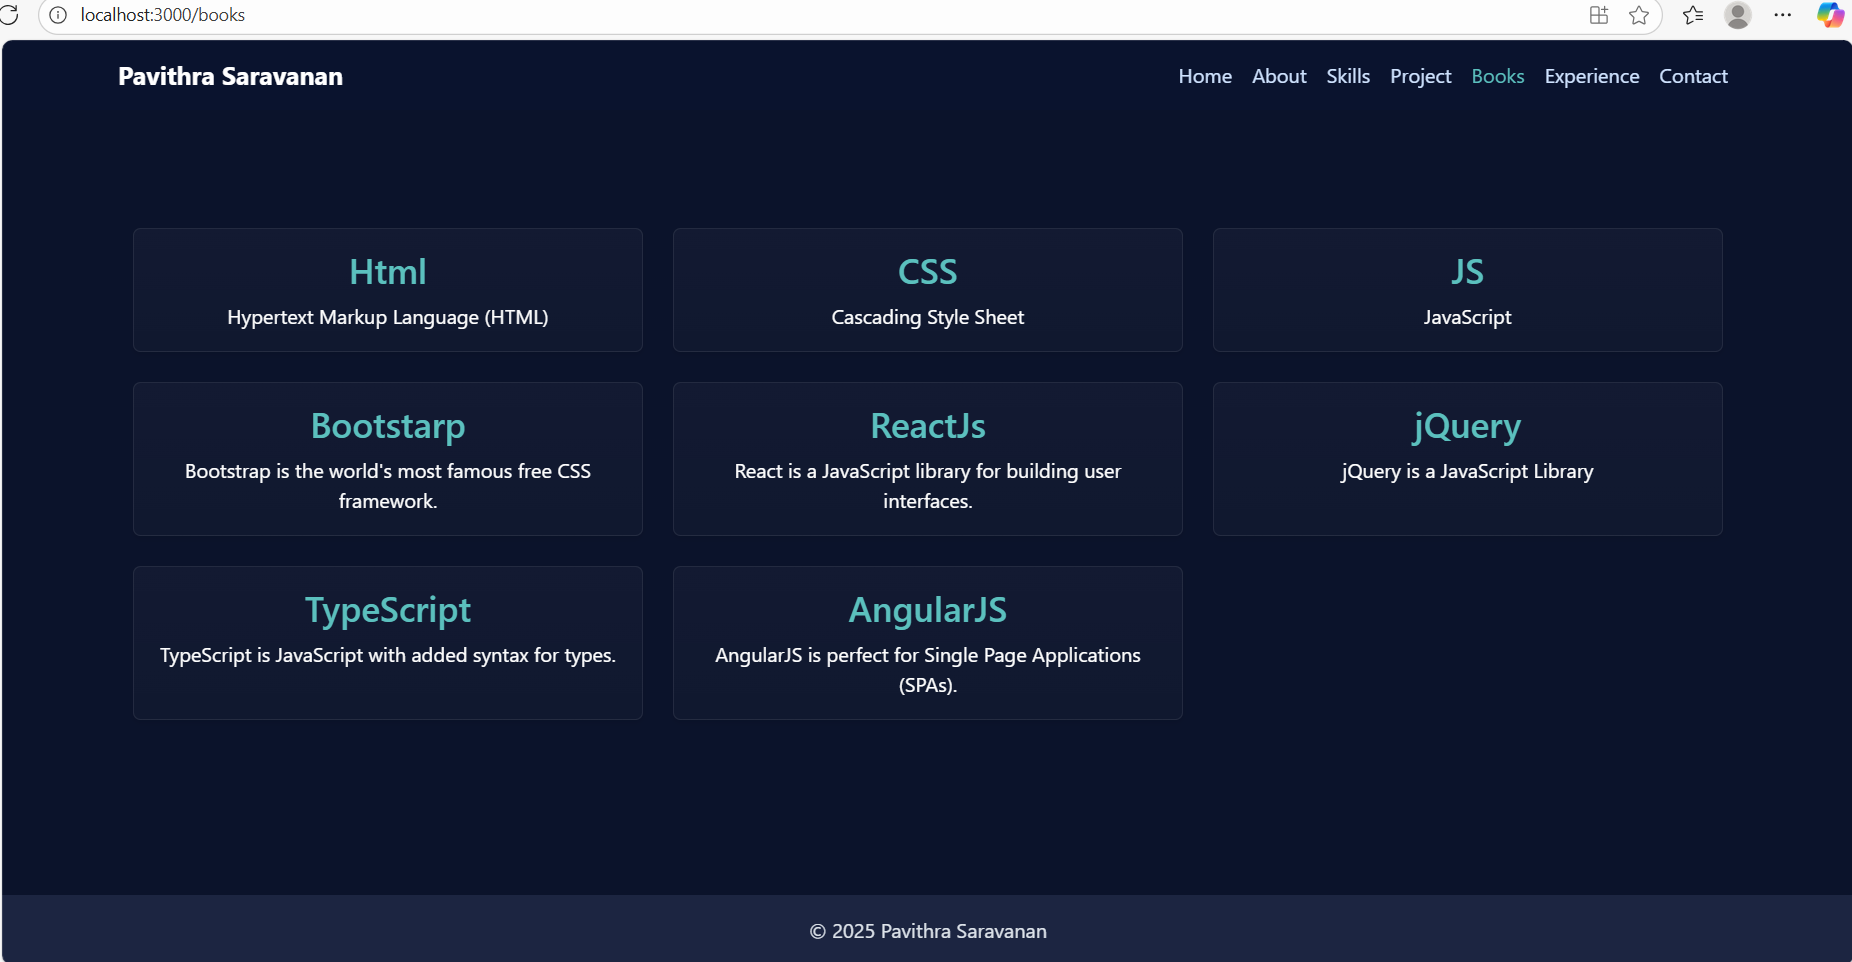 localhost:3000/books
Pavithra Saravanan
Home About Skills Project Books Experience Contact
Html
Hypertext Markup Language (HTML)
CSS
Cascading Style Sheet
JS
JavaScript
Bootstarp
Bootstrap is the world's most famous free CSS
framework.
ReactJs
React is a JavaScript library for building user
interfaces.
jQuery
jQuery is a JavaScript Library
TypeScript
TypeScript is JavaScript with added syntax for types.
AngularJS
AngularJS is perfect for Single Page Applications
(SPAs).
© 2025 Pavithra Saravanan